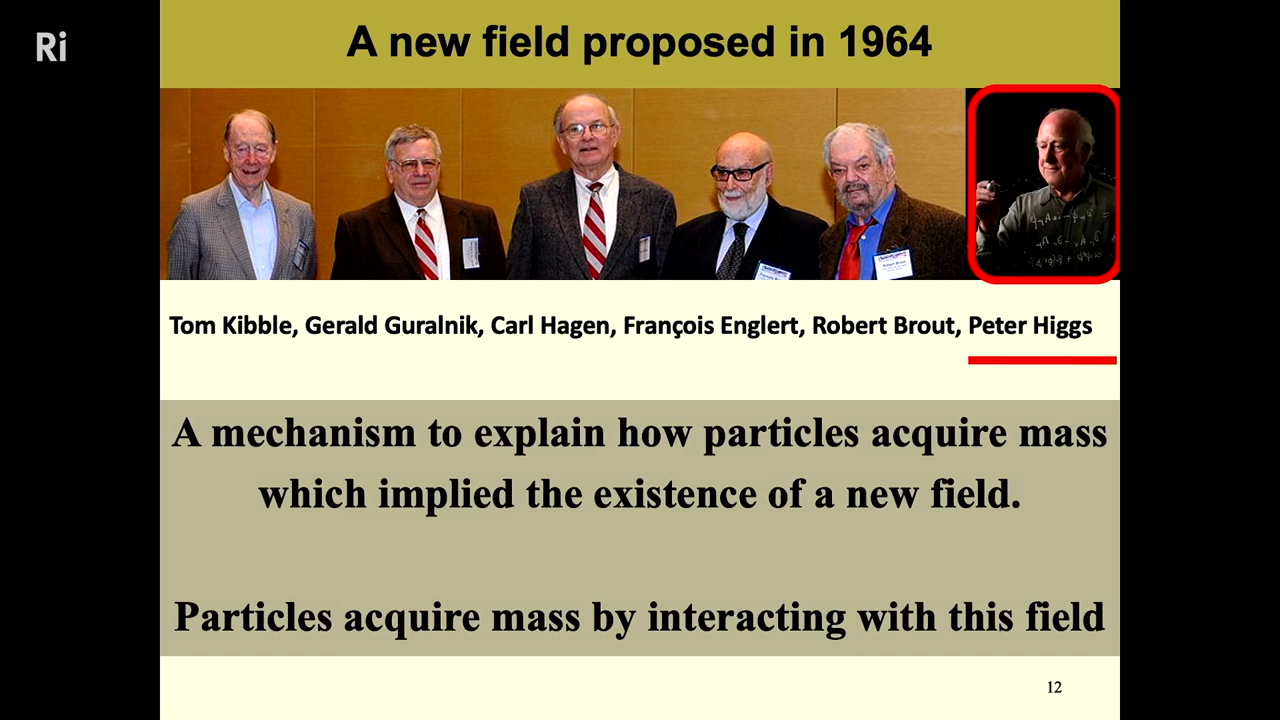 Ri
A new field proposed in 1964
Robert Brout
Tom Kibble, Gerald Guralnik, Carl Hagen, François Englert, Robert Brout, Peter Higgs
A mechanism to explain how particles acquire mass
which implied the existence of a new field.
Particles acquire mass by interacting with this field
12